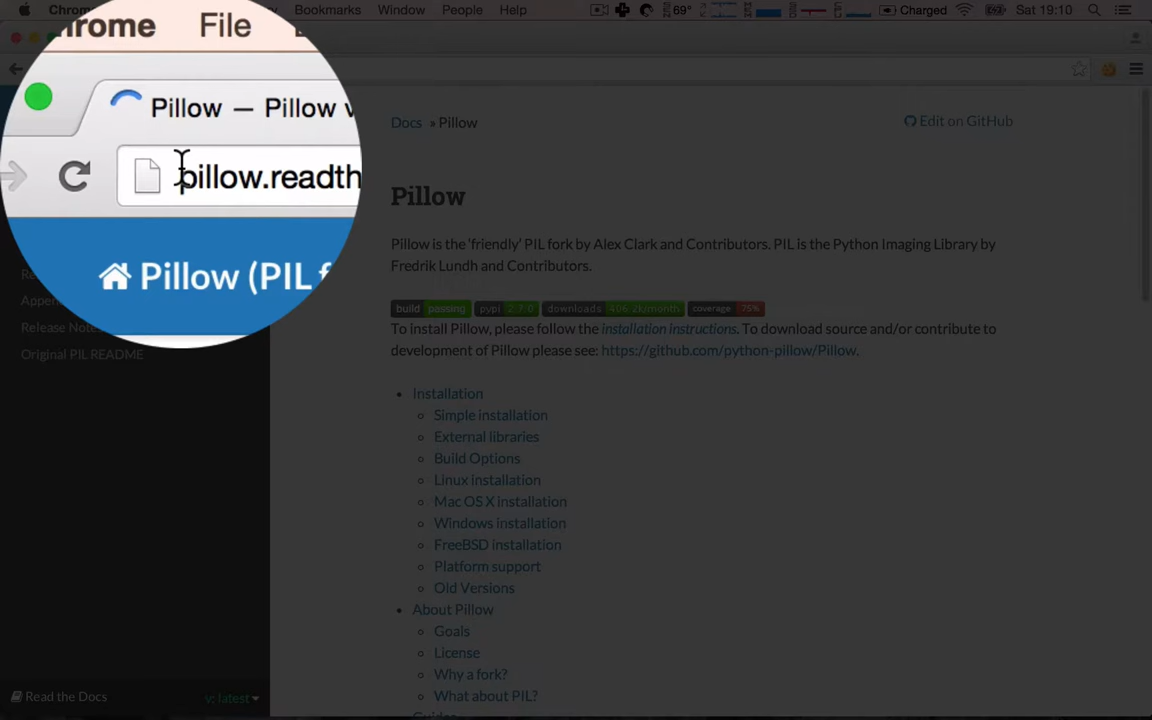 Chrome Bookmarks Window People Help 69° Charged Sat 19:10
hrome File
Pillow — Pillow v
pillow.readth
Pillow (PIL f
Release Note
Original PIL README
Read the Docs v: latest
Docs » Pillow Edit on GitHub
Pillow
Pillow is the ‘friendly’ PIL fork by Alex Clark and Contributors. PIL is the Python Imaging Library by
Fredrik Lundh and Contributors.
build passing pypi 2.7.0 downloads 406.2k/month coverage 75%
To install Pillow, please follow the installation instructions. To download source and/or contribute to
development of Pillow please see: https://github.com/python-pillow/Pillow.
Installation
Simple installation
External libraries
Build Options
Linux installation
Mac OS X installation
Windows installation
FreeBSD installation
Platform support
Old Versions
About Pillow
Goals
License
Why a fork?
What about PIL?